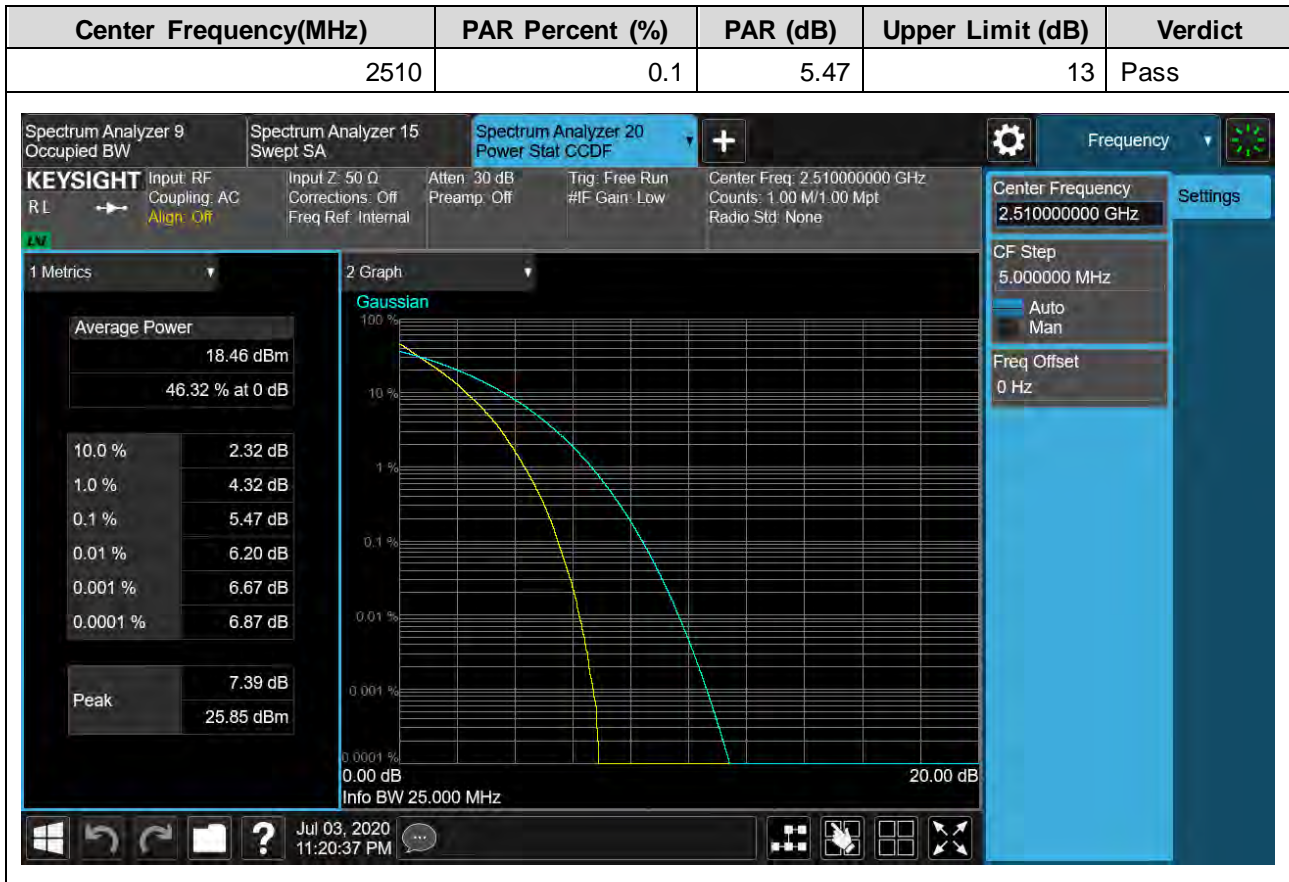 Center Frequency(MHz) PAR Percent (%) PAR (dB) Upper Limit (dB) Verdict
2510 0.1 5.47 13 Pass
Spectrum Analyzer 9
Occupied BW
Spectrum Analyzer 15
Swept SA
Spectrum Analyzer 20
Power Stat CCDF
Frequency
KEYSIGHT
RL
LNI
Input: RF
Coupling: AC
Align: Off
Input Z: 50 Ω
Corrections: Off
Freq Ref: Internal
Atten: 30 dB
Preamp: Off
Trig: Free Run
#IF Gain: Low
Center Freq: 2.510000000 GHz
Counts: 1.00 M/1.00 Mpt
Radio Std: None
Center Frequency
2.510000000 GHz
Settings
CF Step
5.000000 MHz
Auto
Man
Freq Offset
0 Hz
1 Metrics
Average Power
18.46 dBm
46.32 % at 0 dB
10.0 % 2.32 dB
1.0 % 4.32 dB
0.1 % 5.47 dB
0.01 % 6.20 dB
0.001 % 6.67 dB
0.0001 % 6.87 dB
Peak
7.39 dB
25.85 dBm
2 Graph
Gaussian
100 %
10 %
1 %
0.1 %
0.01 %
0.001 %
0.0001 %
0.00 dB 20.00 dB
Info BW 25.000 MHz
?
Jul 03, 2020
11:20:37 PM